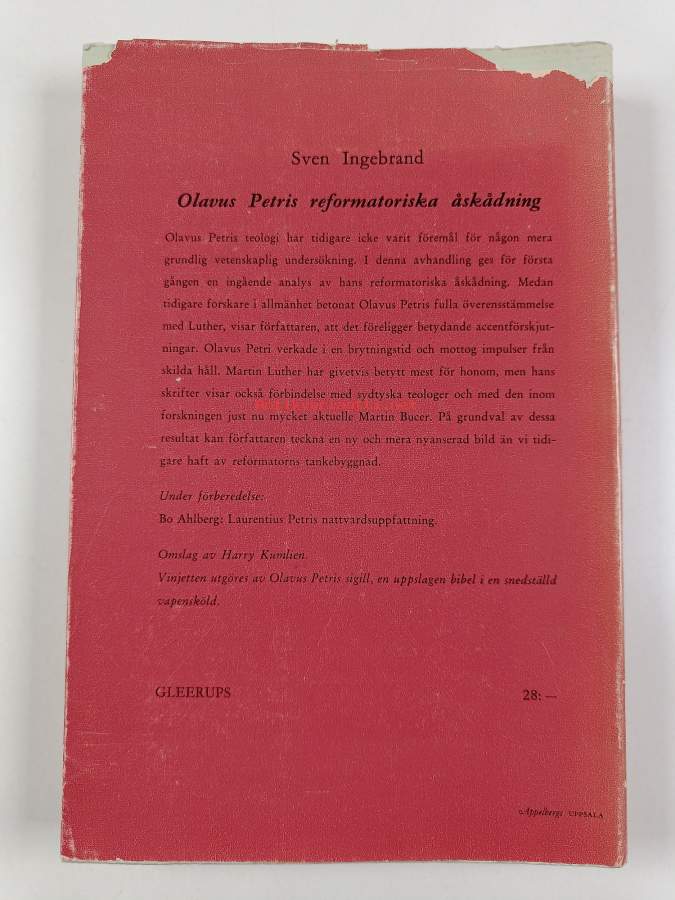 Sven Ingebrand
Olavus Petris reformatoriska åskådning
Olavus Petris teologi har tidigare icke varit föremål för någon mera
grundlig vetenskaplig undersökning. I denna avhandling ges för första
gången en ingående analys av hans reformatoriska åskådning. Medan
tidigare forskare i allmänhet betonat Olavus Petris fulla överensstämmelse
med Luther, visar författaren, att det föreligger betydande accentförskjut-
ningar. Olavus Petri verkade i en brytningstid och mottog impulser från
skilda håll. Martin Luther har givetvis betytt mest för honom, men hans
skrifter visar också förbindelse med sydtyska teologer och med den inom
forskningen just nu mycket aktuelle Martin Bucer. På grundval av dessa
resultat kan författaren teckna en ny och mera nyanserad bild än vi tidi-
gare haft av reformatorns tankebyggnad.
Under förberedelse:
Bo Ahlberg: Laurentius Petris nattvardsuppfattning.
Omslag av Harry Kumlien.
Vinjetten utgöres av Olavus Petris sigill, en uppslagen bibel i en snedställd
vapensköld.
GLEERUPS 28: —
Appelbergs UPPSALA